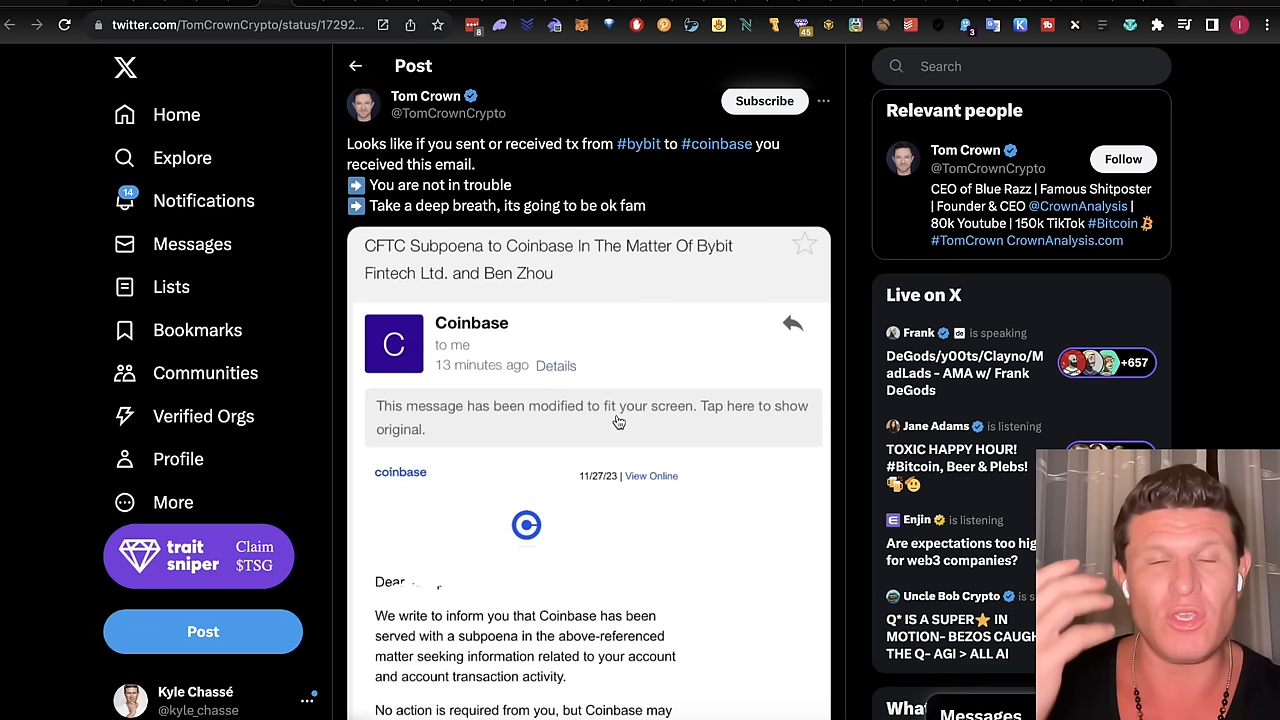 twitter.com/TomCrownCrypto/status/17292...
8
45
3
Home
Explore
14
Notifications
Messages
Lists
Bookmarks
Communities
Verified Orgs
Profile
More
trait
sniper
Claim
$TSG
Post
Kyle Chassé
@kyle_chasse
Post
Tom Crown
@TomCrownCrypto
Subscribe
Looks like if you sent or received tx from #bybit to #coinbase you
received this email.
➡️ You are not in trouble
➡️ Take a deep breath, its going to be ok fam
CFTC Subpoena to Coinbase In The Matter Of Bybit
Fintech Ltd. and Ben Zhou
C
Coinbase
to me
13 minutes ago Details
This message has been modified to fit your screen. Tap here to show
original.
coinbase
11/27/23 | View Online
Dear
We write to inform you that Coinbase has been
served with a subpoena in the above-referenced
matter seeking information related to your account
and account transaction activity.
No action is required from you, but Coinbase may
Search
Relevant people
Tom Crown
@TomCrownCrypto
Follow
CEO of Blue Razz | Famous Shitposter
| Founder & CEO @CrownAnalysis |
80k Youtube | 150k TikTok #Bitcoin
#TomCrown CrownAnalysis.com
Live on X
Frank is speaking
DeGods/y00ts/Clayno/M
adLads - AMA w/ Frank
DeGods
+657
Jane Adams is listening
TOXIC HAPPY HOUR!
#Bitcoin, Beer & Plebs!
Enjin is listening
Are expectations too hig
for web3 companies?
Uncle Bob Crypto is s
Q* IS A SUPER⭐ IN
MOTION- BEZOS CAUGH
THE Q- AGI > ALL AI
What
Messages